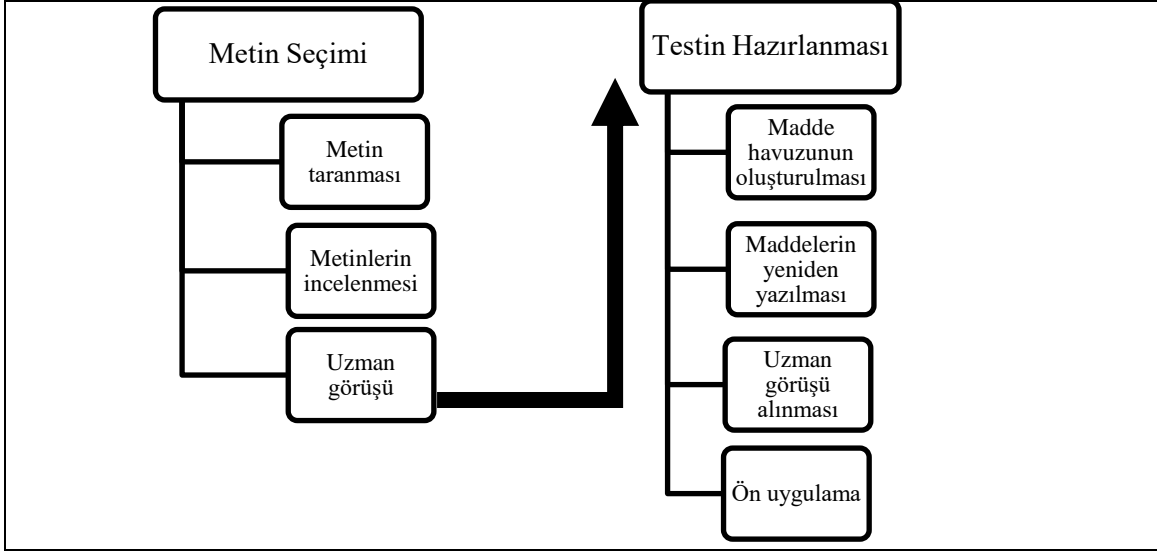 Metin Seçimi
Metin
taranması
Metinlerin
incelenmesi
Uzman
görüşü
Testin Hazırlanması
Madde
havuzunun
oluşturulması
Maddelerin
yeniden
yazılması
Uzman
görüşü
alınması
Ön uygulama